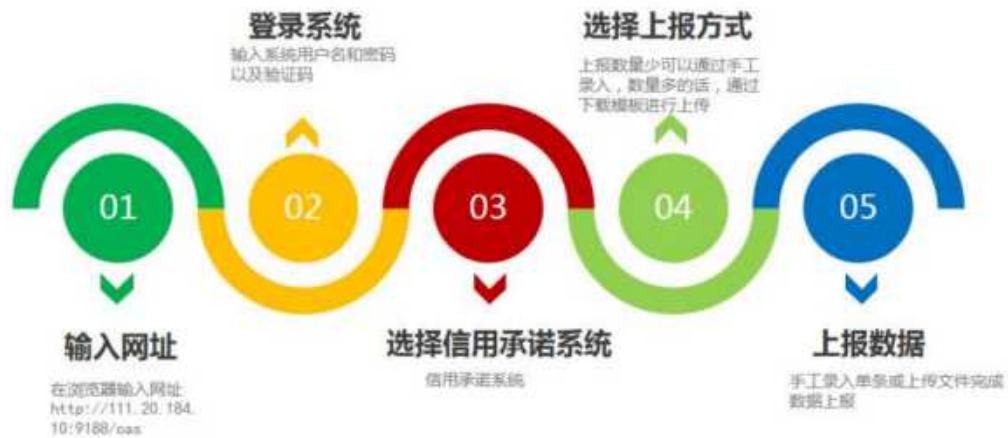 登录系统
输入系统用户名和密码
以及验证码
选择上报方式
上报数量少可以通过手工
录入，数量多的话，通过
下载模板进行上传
01
02
03
04
05
输入网址
在浏览器输入网址
http://111.20.184.
10:9188/oas
选择信用承诺系统
信用承诺系统
上报数据
手工录入单条或上传文件完成
数据上报